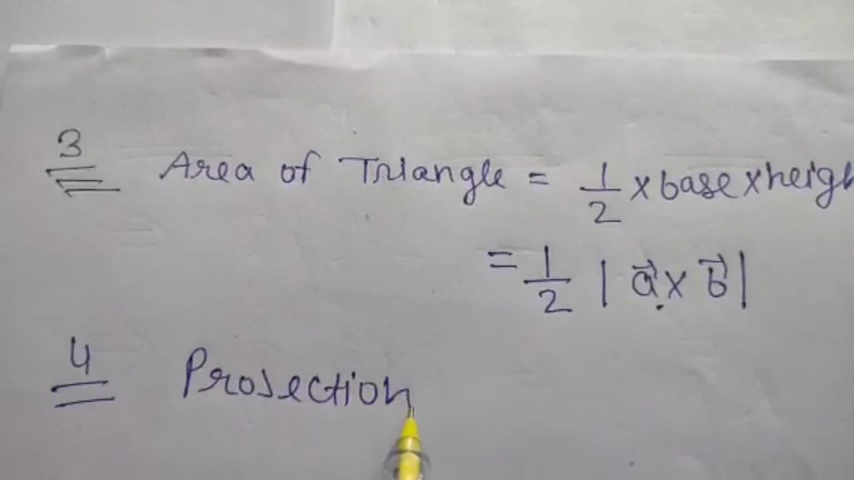 3 Area of Triangle = 1/2 x base x heigh
= 1/2 | a⃗ x b⃗ |
4 Projection